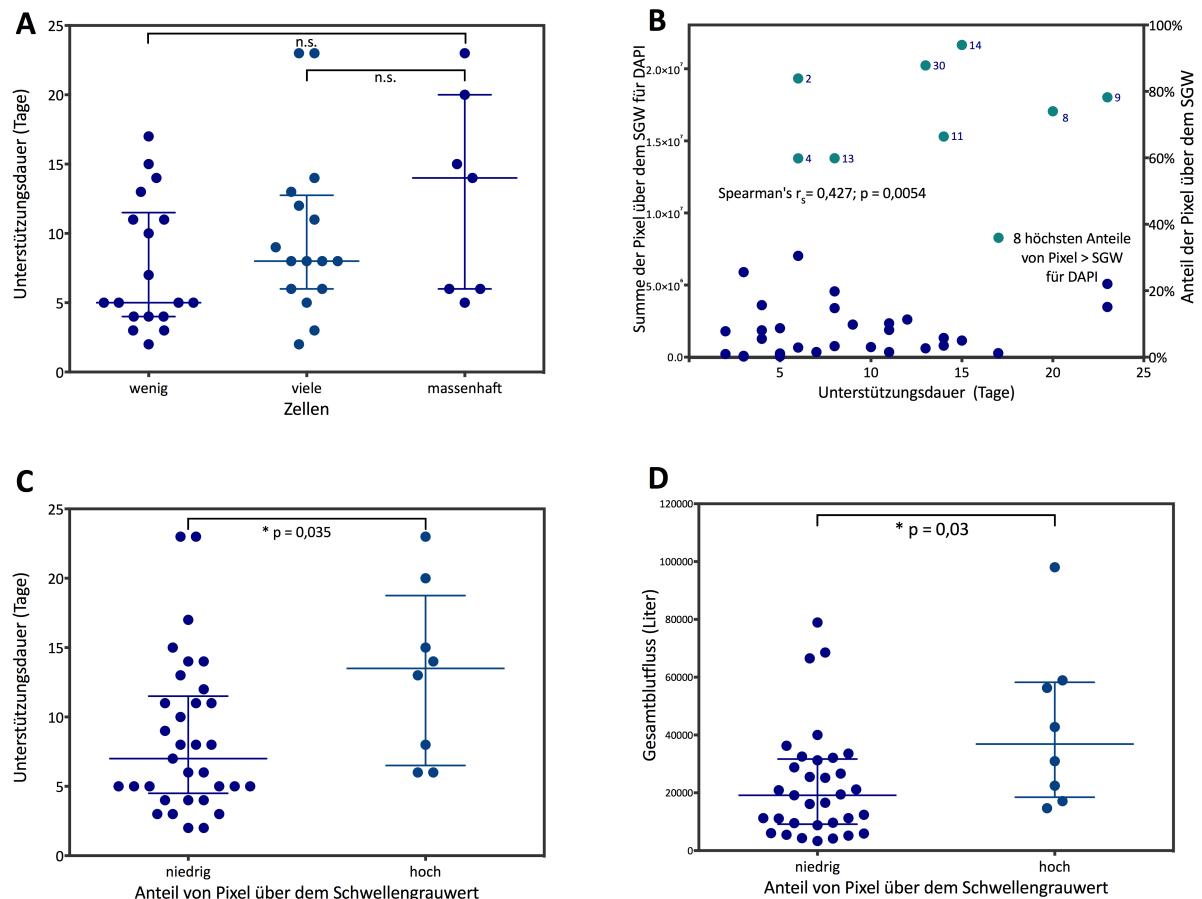 A
25
20
15
10
5
0
Unterstützungsdauer (Tage)
n.s.
n.s.
wenig
viele
massenhaft
Zellen
B
Summe der Pixel über dem SGW für DAPI
2.0×10⁷
1.5×10⁷
1.0×10⁷
5.0×10⁶
0.0
100%
80%
60%
40%
20%
0%
Anteil der Pixel über dem SGW
14
30
2
9
8
11
4
13
Spearman's rₛ= 0,427; p = 0,0054
8 höchsten Anteile
von Pixel > SGW
für DAPI
5
10
15
20
25
Unterstützungsdauer (Tage)
C
25
20
15
10
5
0
Unterstützungsdauer (Tage)
* p = 0,035
niedrig
hoch
Anteil von Pixel über dem Schwellengrauwert
D
120000
100000
80000
60000
40000
20000
0
Gesamtblutfluss (Liter)
* p = 0,03
niedrig
hoch
Anteil von Pixel über dem Schwellengrauwert